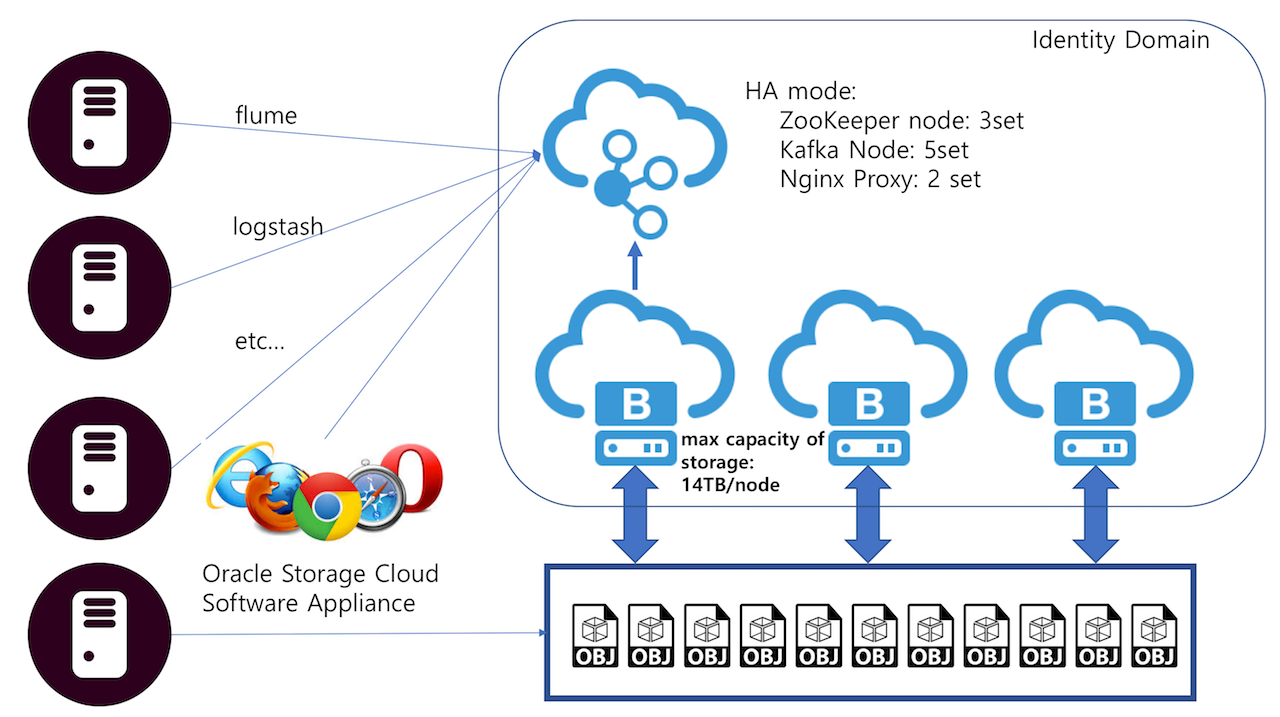 Identity Domain
HA mode:
ZooKeeper node: 3set
Kafka Node: 5set
Nginx Proxy: 2 set
flume
logstash
etc...
B
B
B
max capacity of
storage:
14TB/node
Oracle Storage Cloud
Software Appliance
OBJ
OBJ
OBJ
OBJ
OBJ
OBJ
OBJ
OBJ
OBJ
OBJ
OBJ